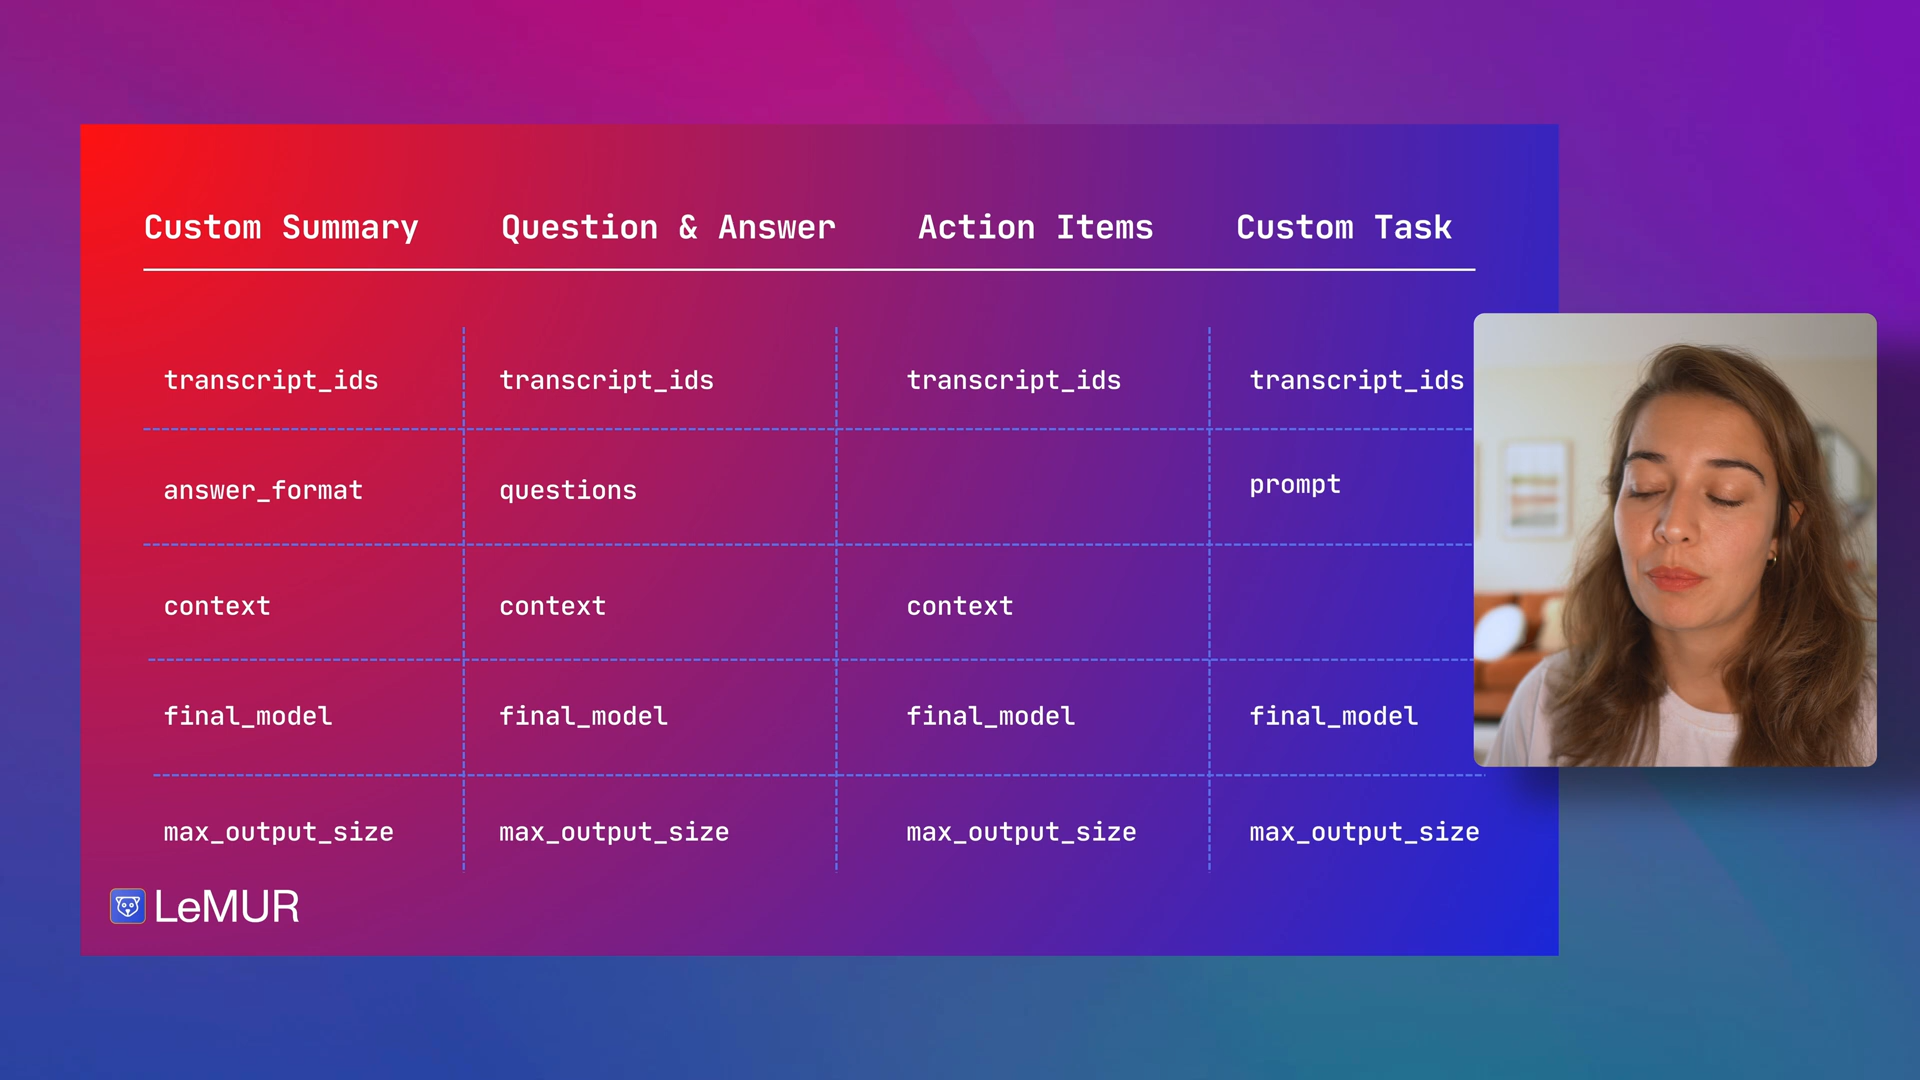 Custom Summary Question & Answer Action Items Custom Task
transcript_ids transcript_ids transcript_ids transcript_ids
answer_format questions prompt
context context context
final_model final_model final_model final_model
max_output_size max_output_size max_output_size max_output_size
LeMUR